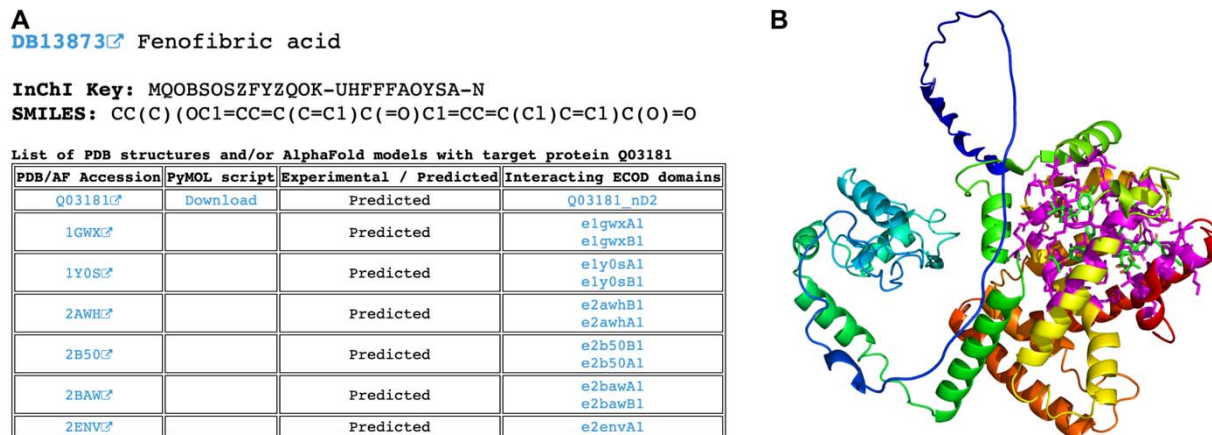 A
DB13873 Fenofibric acid
InChI Key: MQOBSOSZFYZQOK-UHFFFAOYSA-N
SMILES: CC(C)(OC1=CC=C(C=C1)C(=O)C1=CC=C(Cl)C=C1)C(O)=O
List of PDB structures and/or AlphaFold models with target protein Q03181
PDB/AF Accession PyMOL script Experimental / Predicted Interacting ECOD domains
Q03181 Download Predicted Q03181_nD2
1GWX Predicted e1gwxA1
e1gwxB1
1Y0S Predicted e1y0sA1
e1y0sB1
2AWH Predicted e2awhB1
e2awhA1
2B50 Predicted e2b50B1
e2b50A1
2BAW Predicted e2bawA1
e2bawB1
2ENV Predicted e2envA1
B